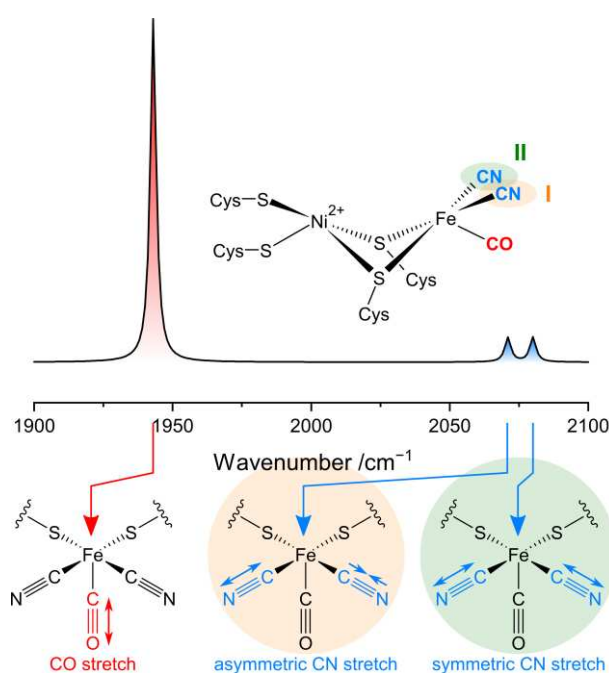 II
CN
CN
I
Cys
S
Ni2+
Fe
Cys
S
S
CO
S
Cys
Cys
1900
1950
2000
2050
2100
Wavenumber /cm−1
S
S
Fe
N
C
C
N
C
O
CO stretch
S
S
Fe
N
C
C
N
C
O
asymmetric CN stretch
S
S
Fe
N
C
C
N
C
O
symmetric CN stretch